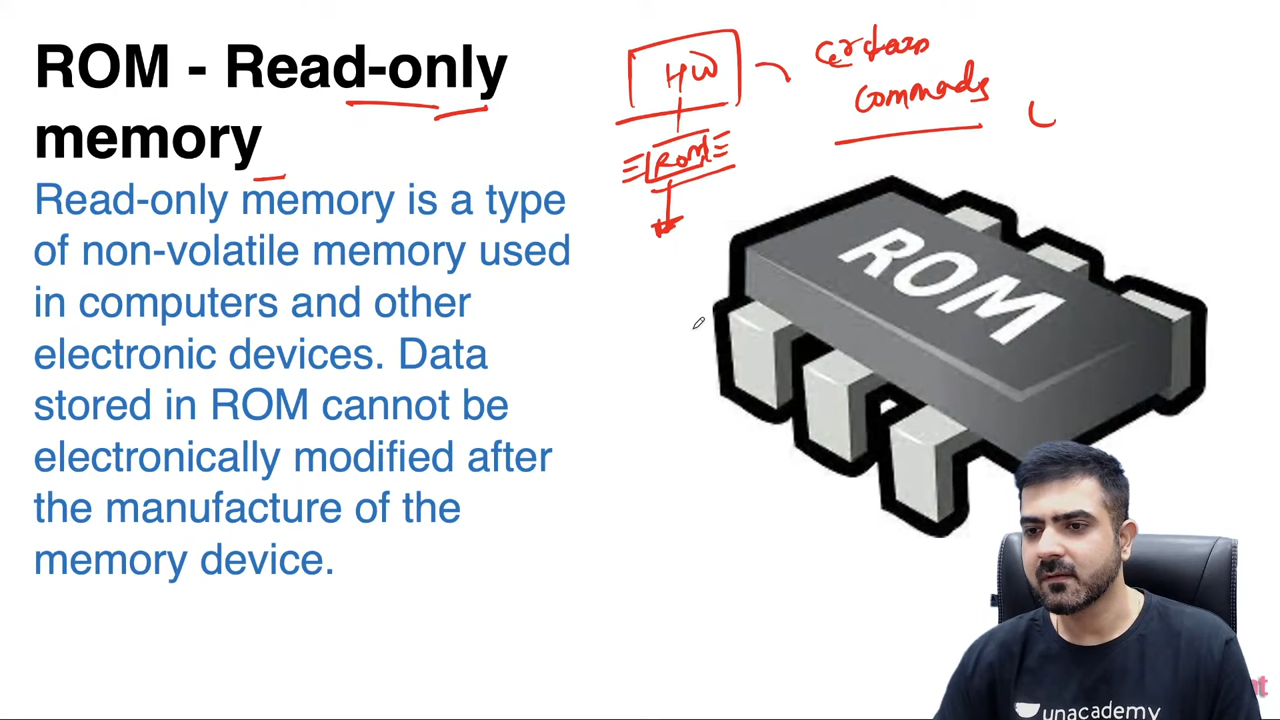 ROM - Read-only
memory
Read-only memory is a type
of non-volatile memory used
in computers and other
electronic devices. Data
stored in ROM cannot be
electronically modified after
the manufacture of the
memory device.
HW
ROM
commads
ROM
unacademy